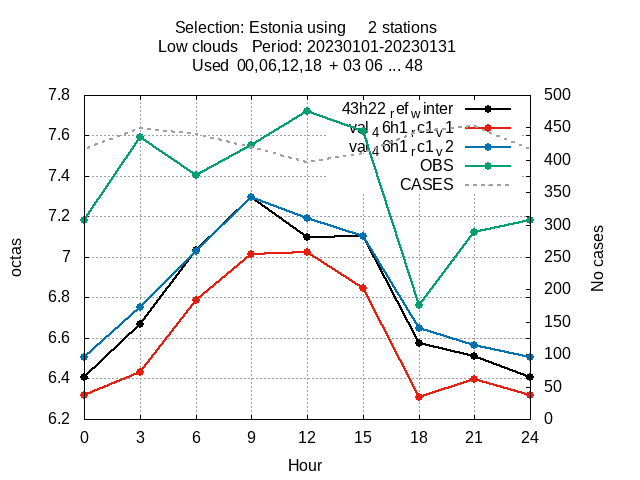 Selection: Estonia using 2 stations
Low clouds Period: 20230101-20230131
Used 00,06,12,18 + 03 06 ... 48
7.8
7.6
7.4
7.2
7
6.8
6.6
6.4
6.2
octas
500
450
400
350
300
250
200
150
100
50
0
No cases
43h22refwinter
val46h1rc1v1
val46h1rc1v2
OBS
CASES
0 3 6 9 12 15 18 21 24
Hour